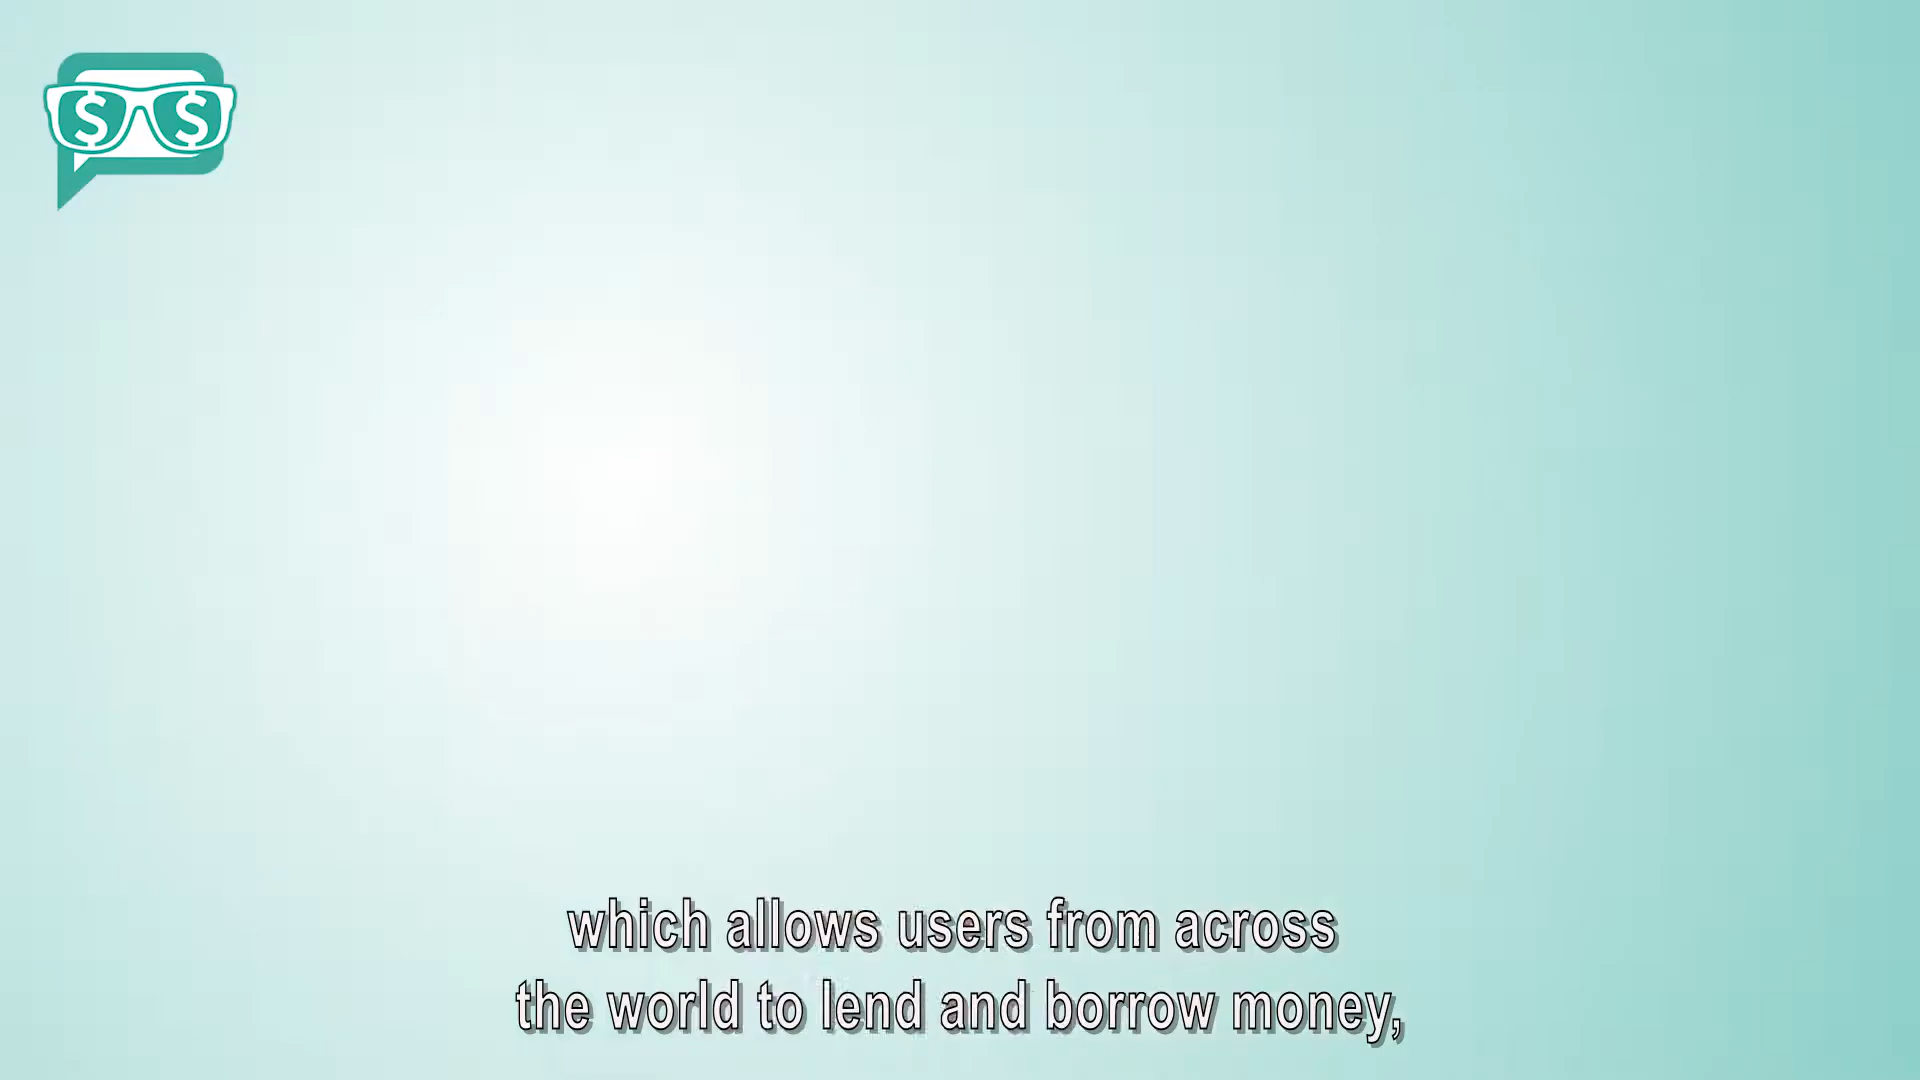 $ $
which allows users from across
the world to lend and borrow money,